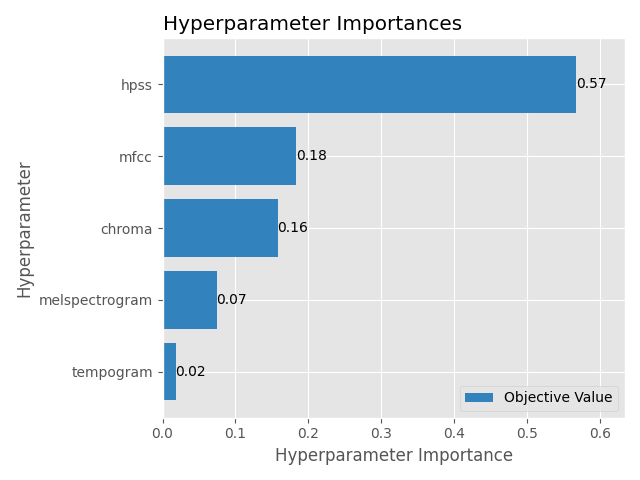 Hyperparameter Importances
Hyperparameter
hpss
0.57
mfcc
0.18
chroma
0.16
melspectrogram
0.07
tempogram
0.02
Objective Value
0.0 0.1 0.2 0.3 0.4 0.5 0.6
Hyperparameter Importance